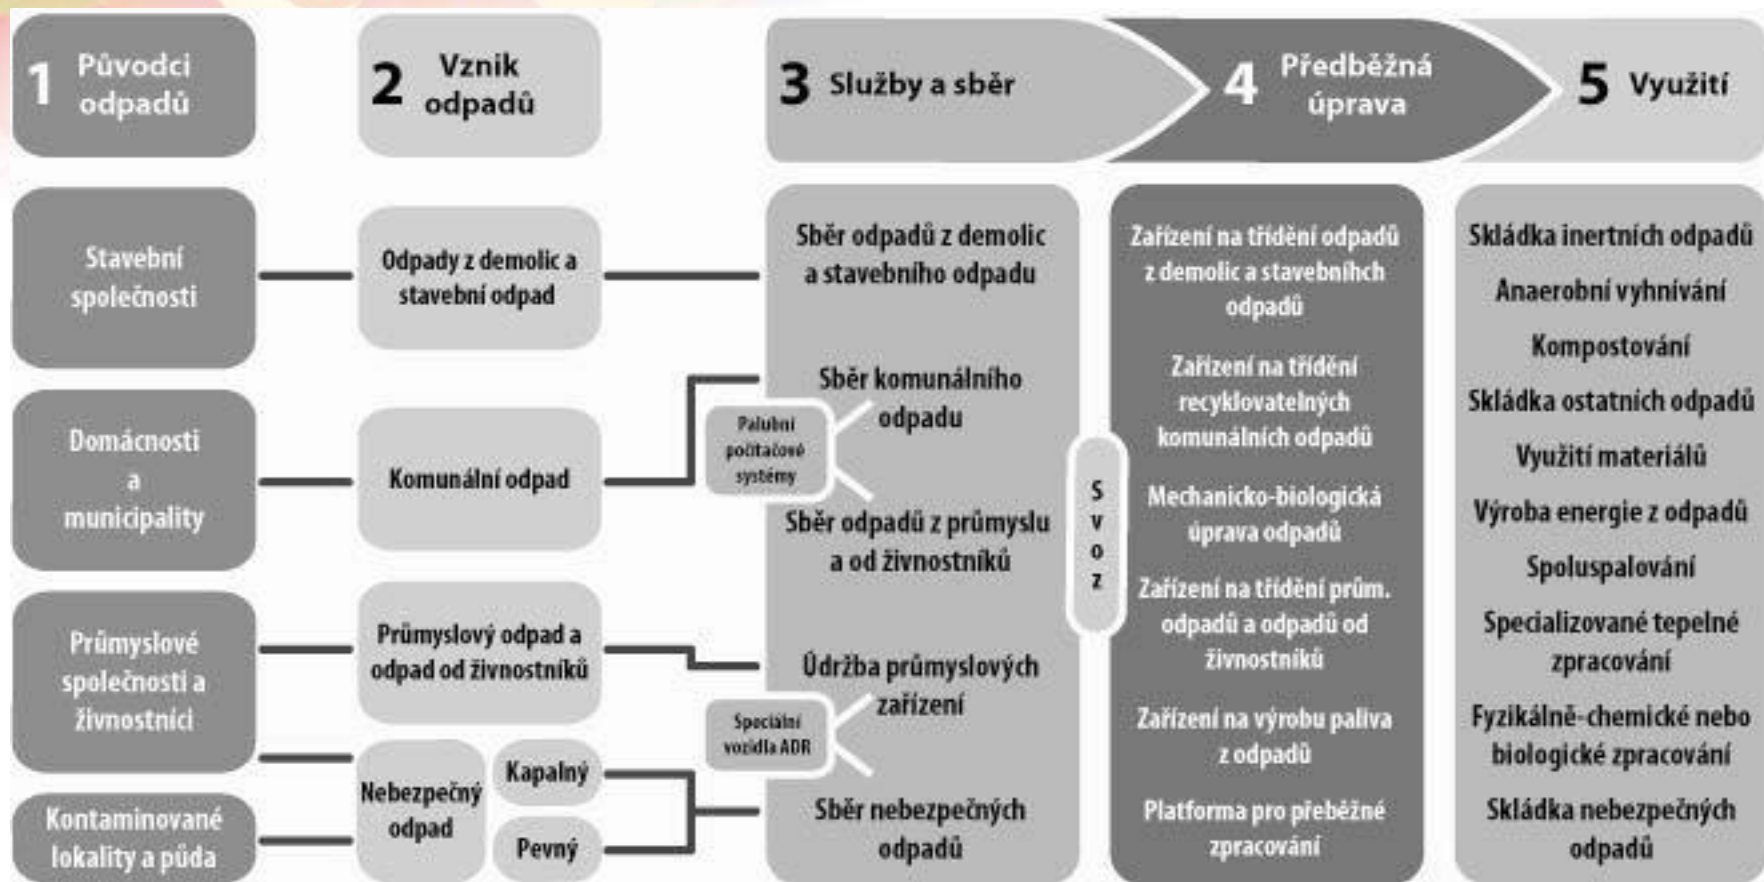 1 Původci
odpadů
2 Vznik
odpadů
3 Služby a sběr
4 Předběžná
úprava
5 Využití
Stavební
společnosti
Domácnosti
a
municipality
Průmyslové
společnosti a
živnostníci
Kontaminované
lokality a půda
Odpady z demolic a
stavební odpad
Komunální odpad
Průmyslový odpad a
odpad od živnostníků
Nebezpečný
odpad
Kapalný
Pevný
Sběr odpadů z demolic
a stavebního odpadu
Sběr komunálního
odpadu
Palubní
počítačové
systémy
Sběr odpadů z průmyslu
a od živnostníků
Údržba průmyslových
zařízení
Speciální
vozidla ADR
Sběr nebezpečných
odpadů
S
v
o
z
Zařízení na třídění odpadů
z demolic a stavebníhch
odpadů
Zařízení na třídění
recyklovatelných
komunálních odpadů
Mechanicko-biologická
úprava odpadů
Zařízení na třídění prům.
odpadů a odpadů od
živnostníků
Zařízení na výrobu paliva
z odpadů
Platforma pro přeběžné
zpracování
Skládka inertních odpadů
Anaerobní vyhnívání
Kompostování
Skládka ostatních odpadů
Využití materiálů
Výroba energie z odpadů
Spoluspalování
Specializované tepelné
zpracování
Fyzikálně-chemické nebo
biologické zpracování
Skládka nebezpečných
odpadů